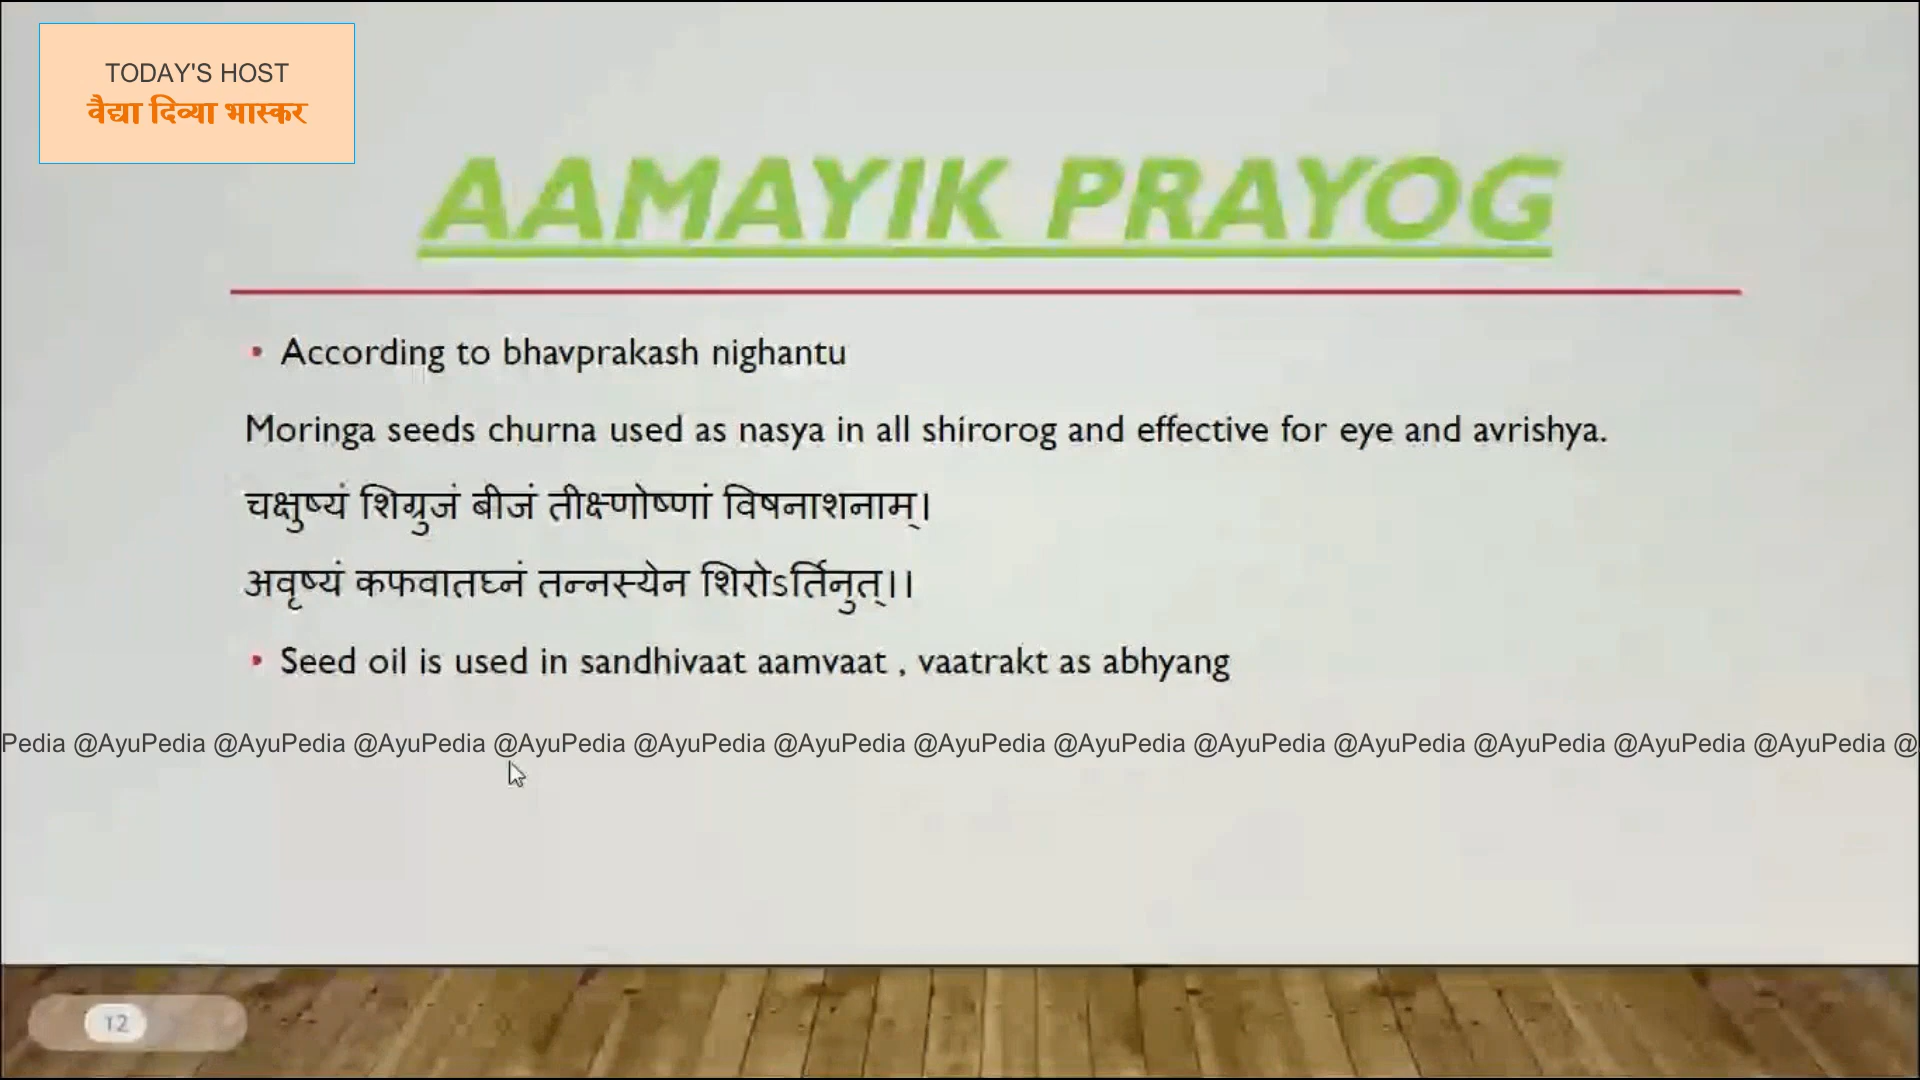 TODAY'S HOST
वैद्या दिव्या भास्कर
AAMAYIK PRAYOG
• According to bhavprakash nighantu
Moringa seeds churna used as nasya in all shirorog and effective for eye and avrishya.
चक्षुष्यं शिग्रुजं बीजं तीक्ष्णोष्णां विषनाशनाम्।
अवृष्यं कफवातघ्नं तन्नस्येन शिरोऽर्तिनुत्।।
• Seed oil is used in sandhivaat aamvaat , vaatrakt as abhyang
Pedia @AyuPedia @AyuPedia @AyuPedia @AyuPedia @AyuPedia @AyuPedia @AyuPedia @AyuPedia @AyuPedia @AyuPedia @AyuPedia @AyuPedia @AyuPedia @
12